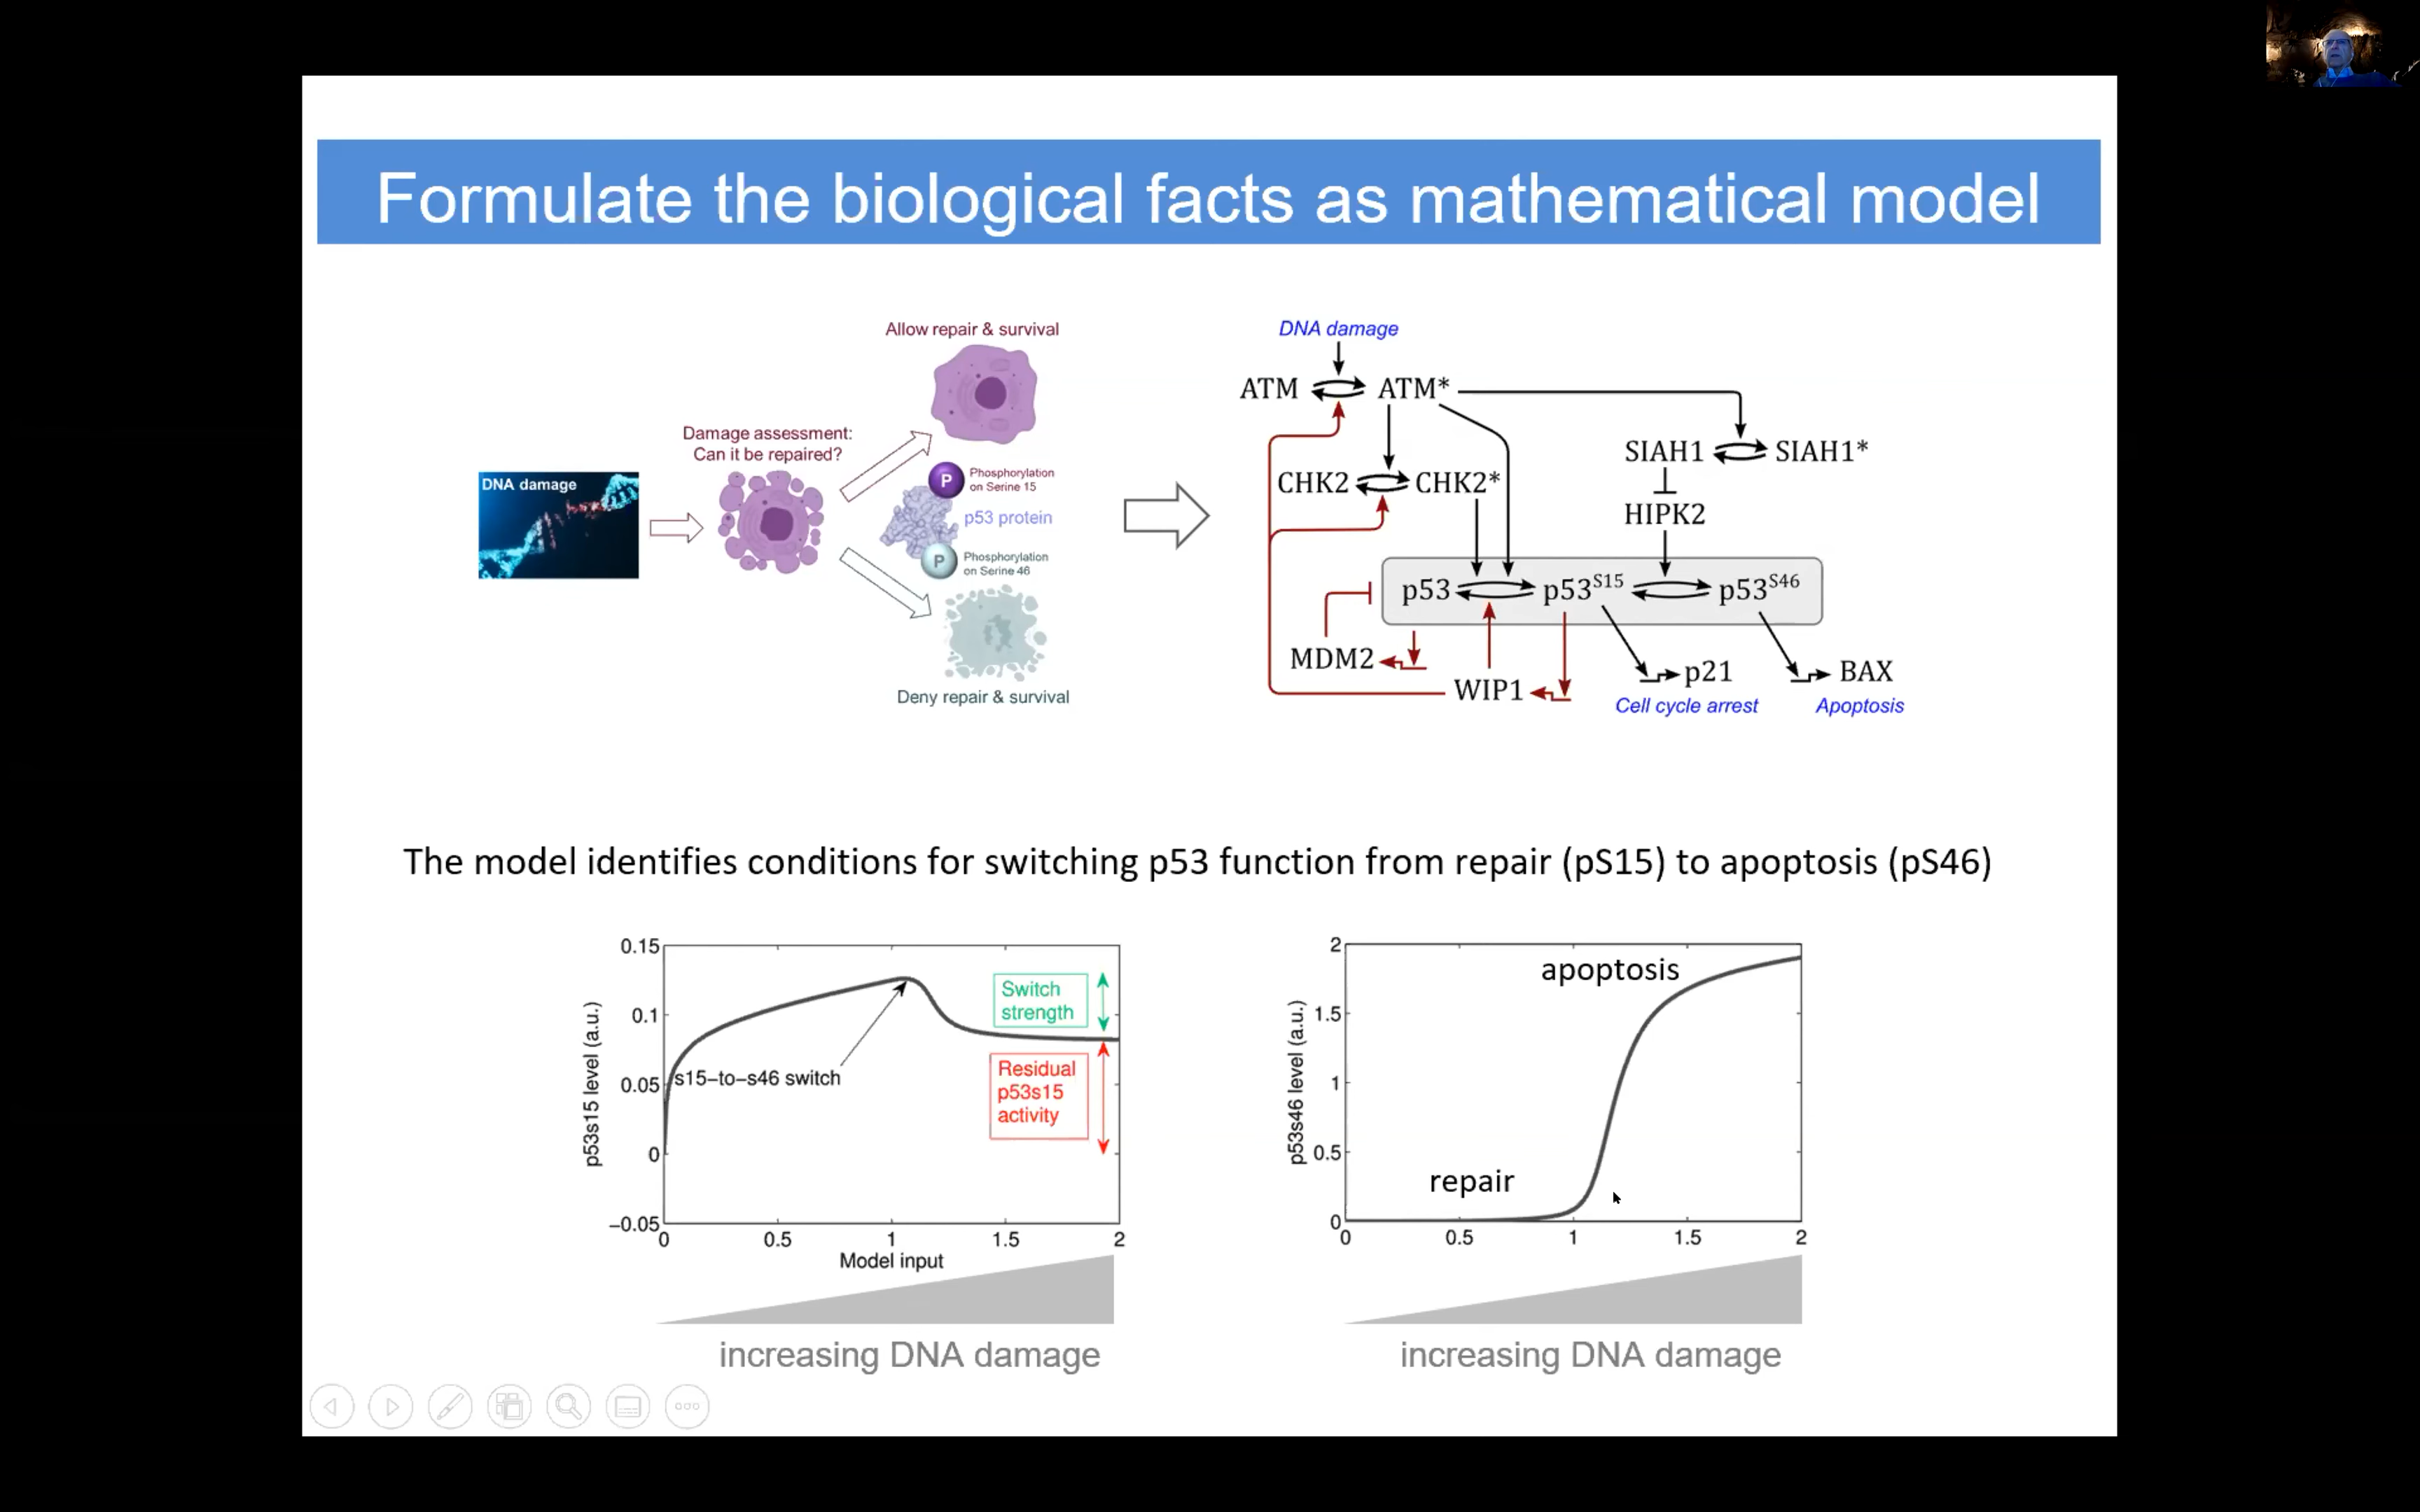 Formulate the biological facts as mathematical model
Allow repair & survival
Damage assessment:
Can it be repaired?
DNA damage
P
Phosphorylation
on Serine 15
p53 protein
P
Phosphorylation
on Serine 46
Deny repair & survival
DNA damage
ATM
ATM*
SIAH1
SIAH1*
CHK2
CHK2*
HIPK2
p53
p53S15
p53S46
MDM2
WIP1
p21
BAX
Cell cycle arrest
Apoptosis
The model identifies conditions for switching p53 function from repair (pS15) to apoptosis (pS46)
p53s15 level (a.u.)
0.15
0.1
0.05
0
−0.05
s15−to−s46 switch
Switch
strength
Residual
p53s15
activity
0
0.5
1
1.5
2
Model input
increasing DNA damage
p53s46 level (a.u.)
2
1.5
1
0.5
0
apoptosis
repair
0
0.5
1
1.5
2
increasing DNA damage